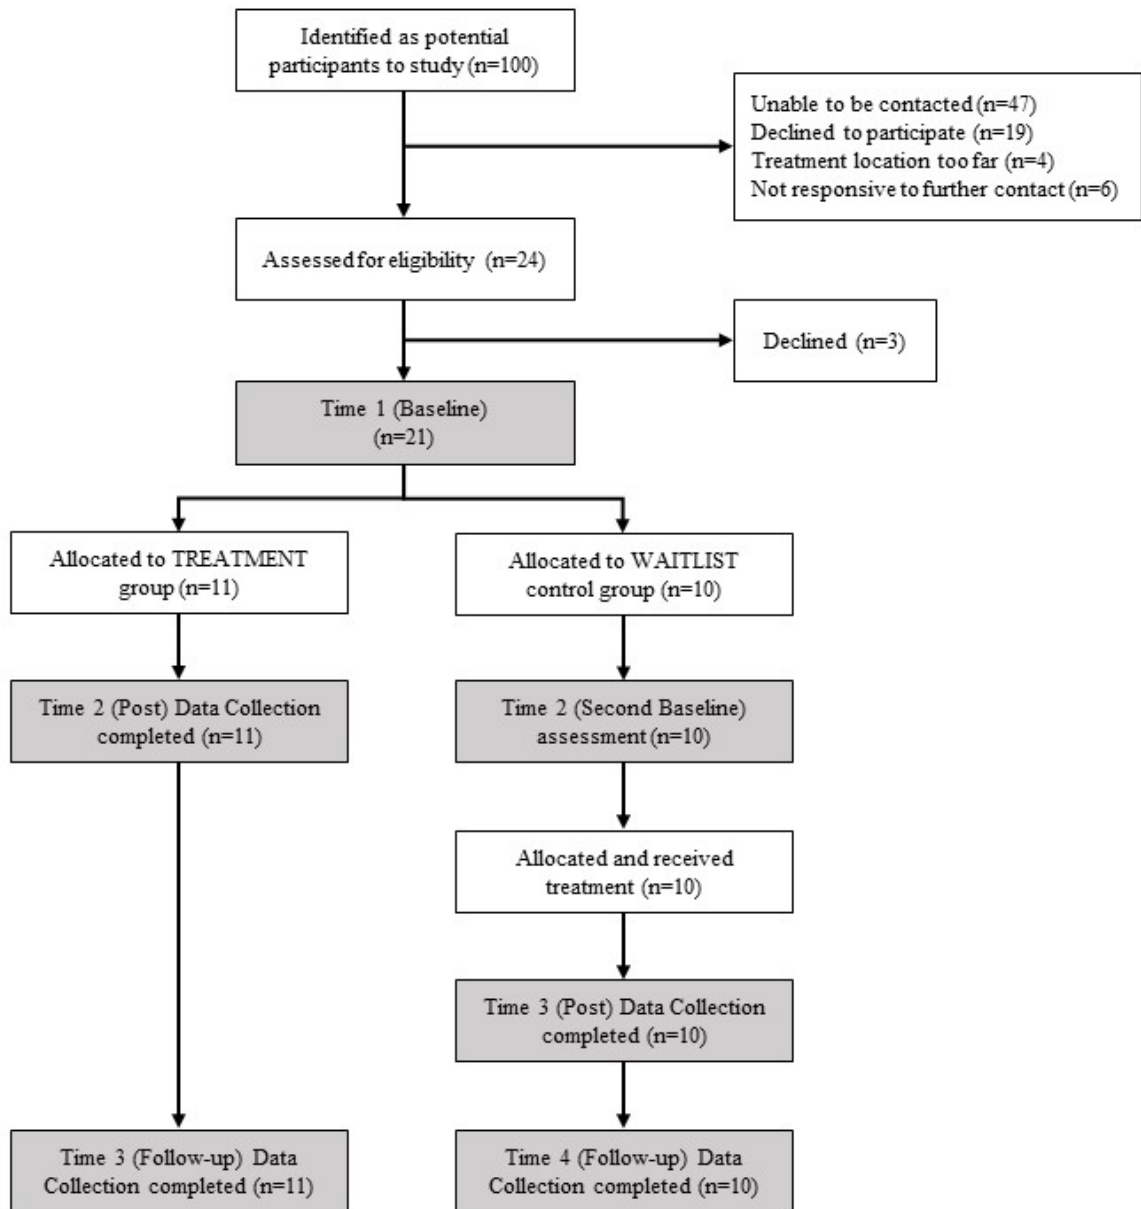 Identified as potential
participants to study (n=100)
Unable to be contacted (n=47)
Declined to participate (n=19)
Treatment location too far (n=4)
Not responsive to further contact (n=6)
Assessed for eligibility (n=24)
Declined (n=3)
Time 1 (Baseline)
(n=21)
Allocated to TREATMENT
group (n=11)
Allocated to WAITLIST
control group (n=10)
Time 2 (Post) Data Collection
completed (n=11)
Time 2 (Second Baseline)
assessment (n=10)
Allocated and received
treatment (n=10)
Time 3 (Post) Data Collection
completed (n=10)
Time 3 (Follow-up) Data
Collection completed (n=11)
Time 4 (Follow-up) Data
Collection completed (n=10)